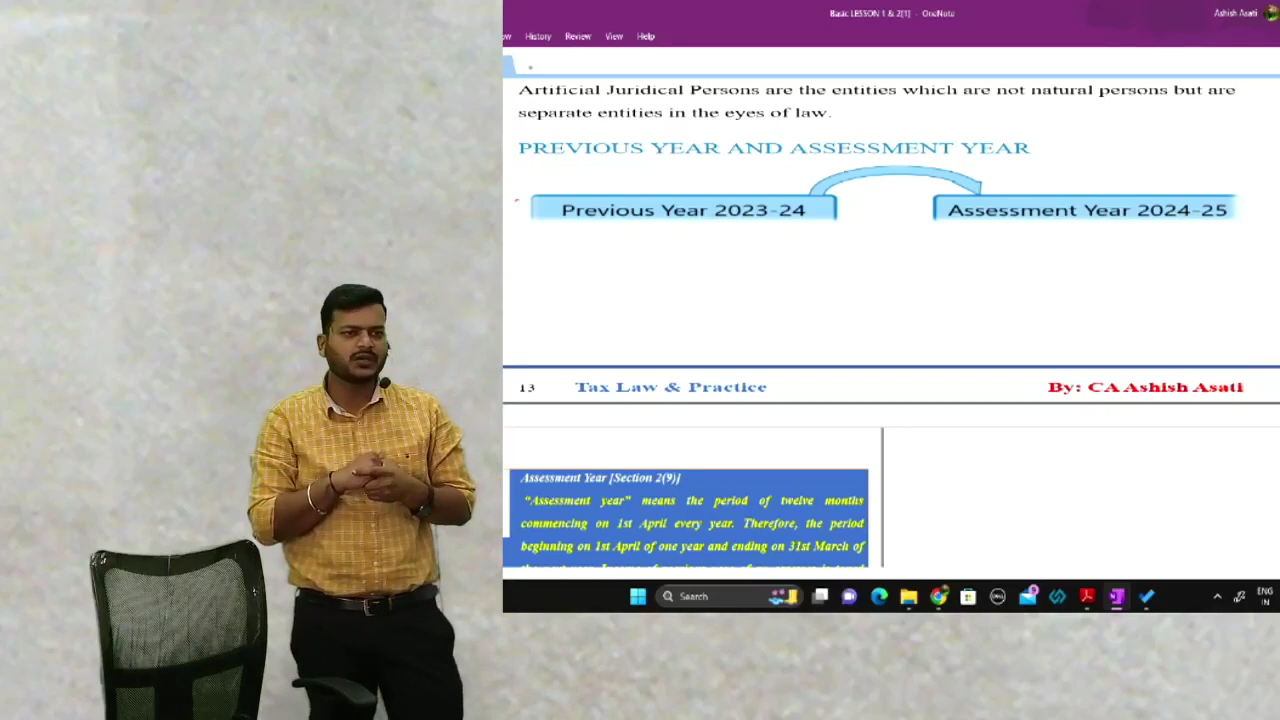 Basic LESSON 1 & 2[1] - OneNote
Ashish Asati
History Review View Help
Artificial Juridical Persons are the entities which are not natural persons but are
separate entities in the eyes of law.
PREVIOUS YEAR AND ASSESSMENT YEAR
Previous Year 2023-24
Assessment Year 2024-25
13 Tax Law & Practice By: CA Ashish Asati
Assessment Year [Section 2(9)]
"Assessment year" means the period of twelve months
commencing on 1st April every year. Therefore, the period
beginning on 1st April of one year and ending on 31st March of
Search
ENG
IN